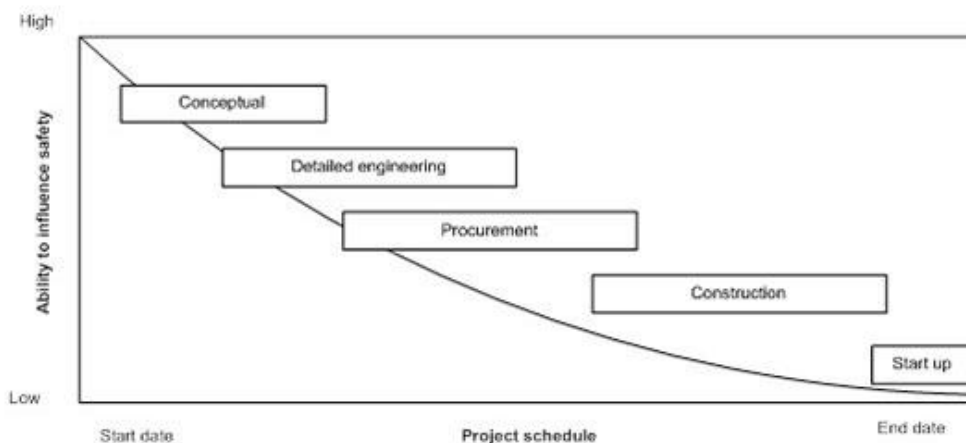 High
Conceptual
Detailed engineering
Procurement
Construction
Start up
Ability to influence safety
Low
Start date
Project schedule
End date